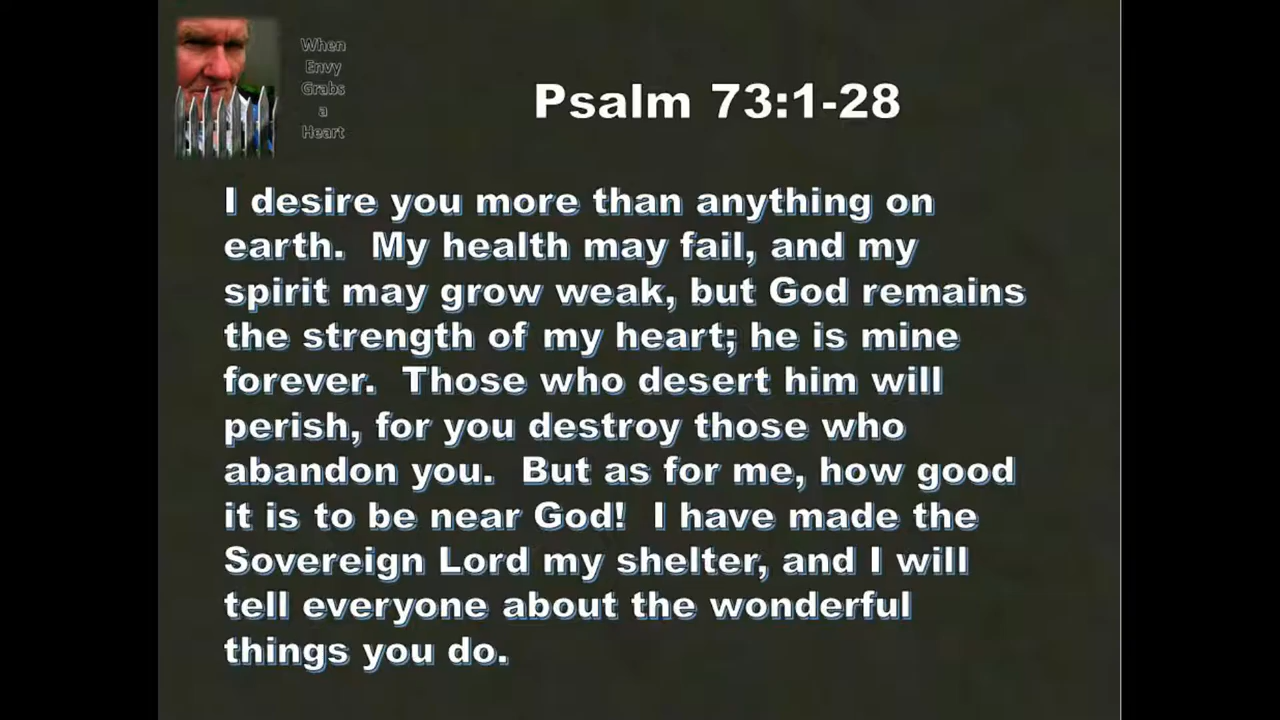 When
Envy
Grabs
a
Heart
Psalm 73:1-28
I desire you more than anything on
earth.  My health may fail, and my
spirit may grow weak, but God remains
the strength of my heart; he is mine
forever.  Those who desert him will
perish, for you destroy those who
abandon you.  But as for me, how good
it is to be near God!  I have made the
Sovereign Lord my shelter, and I will
tell everyone about the wonderful
things you do.